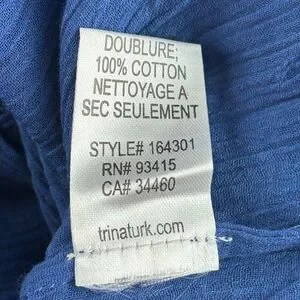 DOUBLURE;
100% COTTON
NETTOYAGE A
SEC SEULEMENT
STYLE# 164301
RN# 93415
CA# 34460
trinaturk.com